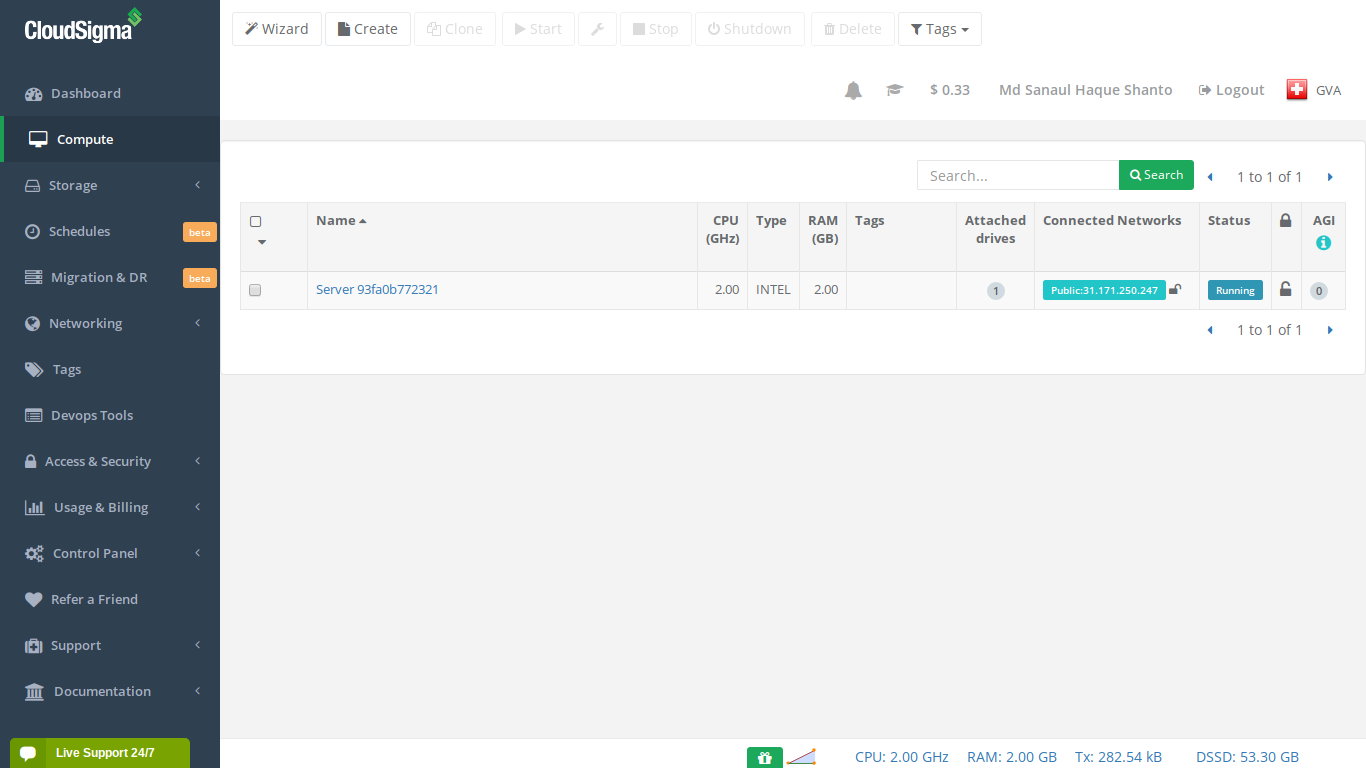 CloudSigma
Wizard Create Clone Start Stop Shutdown Delete Tags
$ 0.33 Md Sanaul Haque Shanto Logout GVA
Dashboard
Compute
Storage
Schedules beta
Migration & DR beta
Networking
Tags
Devops Tools
Access & Security
Usage & Billing
Control Panel
Refer a Friend
Support
Documentation
Live Support 24/7
Search... Search 1 to 1 of 1
Name CPU Type RAM Tags Attached Connected Networks Status AGI
(GHz) (GB) drives
Server 93fa0b772321 2.00 INTEL 2.00 1 Public:31.171.250.247 Running 0
1 to 1 of 1
CPU: 2.00 GHz RAM: 2.00 GB Tx: 282.54 kB DSSD: 53.30 GB